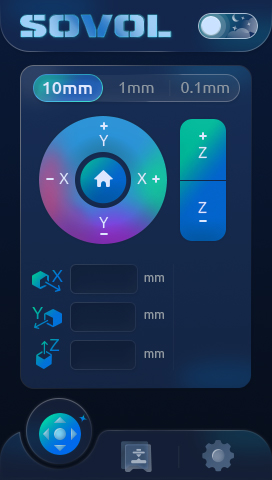 SOVOL
10mm 1mm 0.1mm
+
Y
+
Z
- X X +
Z
-
Y
-
X mm
Y mm
Z mm